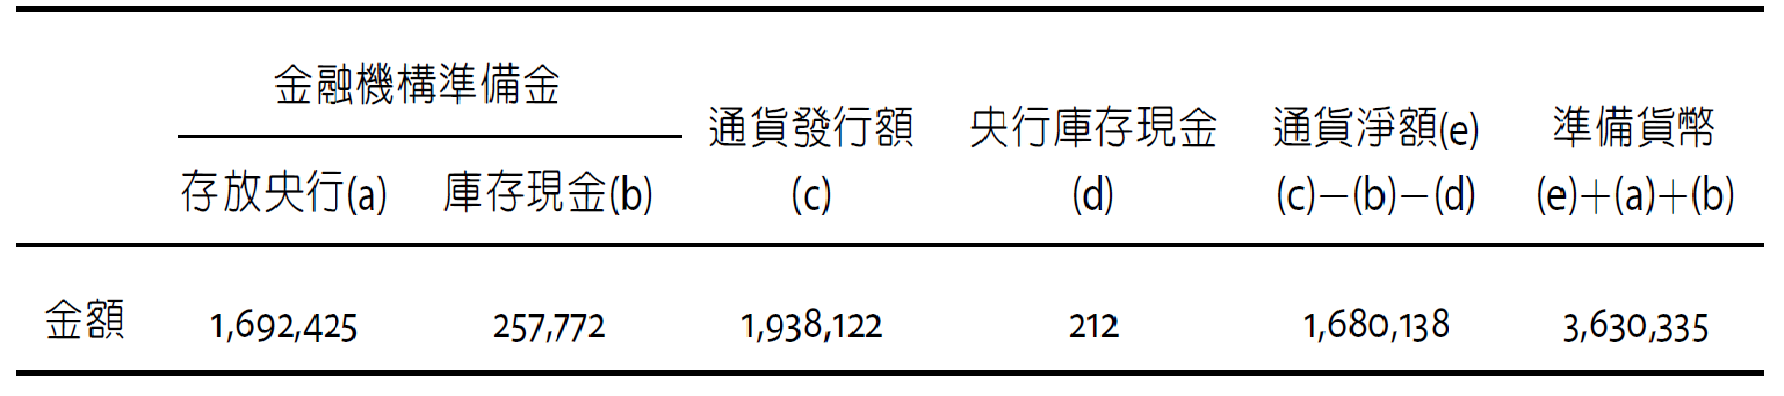 金融機構準備金
通貨發行額 央行庫存現金 通貨淨額(e) 準備貨幣
存放央行(a) 庫存現金(b) (c) (d) (c)−(b)−(d) (e)+(a)+(b)
金額 1,692,425 257,772 1,938,122 212 1,680,138 3,630,335